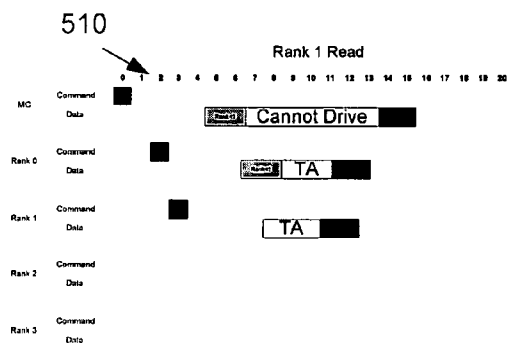 510
Rank 1 Read
0 1 2 3 4 5 6 7 8 9 10 11 12 13 14 15 16 17 18 19 20
MC
Command
Data
Cannot Drive
Rank 0
Command
Data
TA
Rank 1
Command
Data
TA
Rank 2
Command
Data
Rank 3
Command
Data